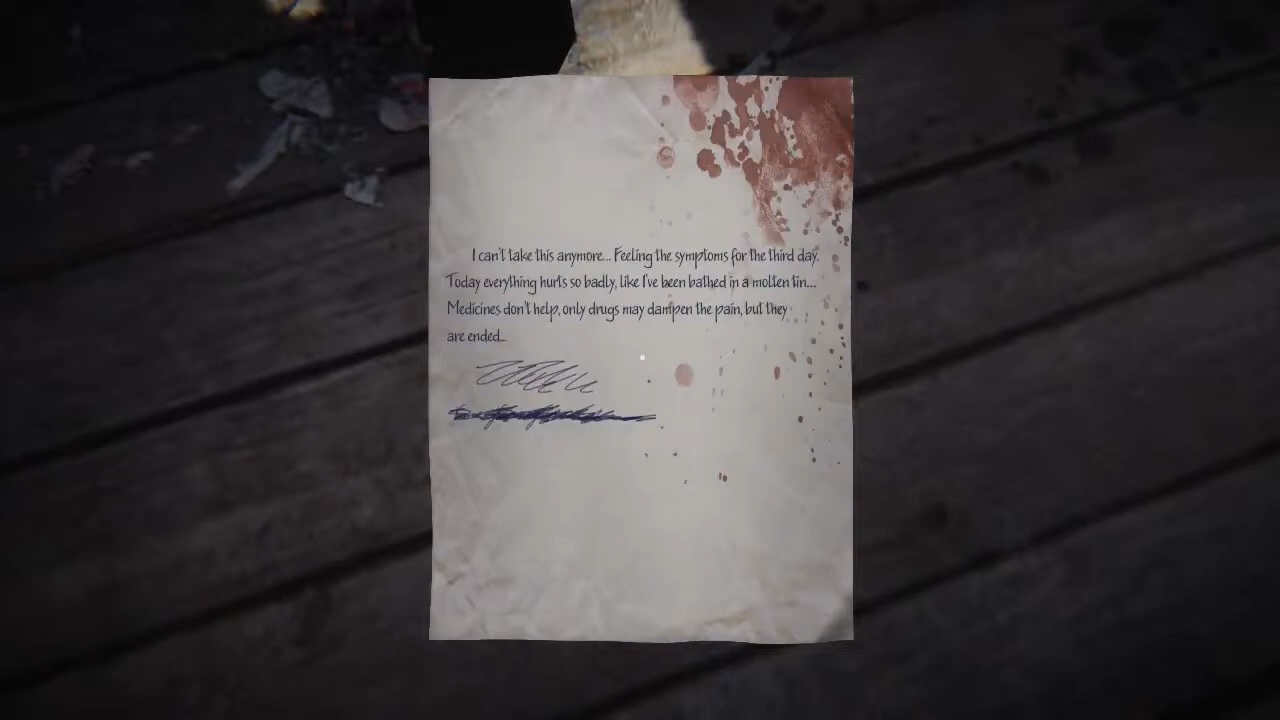 I can't take this anymore... Feeling the symptoms for the third day.
Today everything hurts so badly, like I've been bathed in a molten tin...
Medicines don't help, only drugs may dampen the pain, but they
are ended...